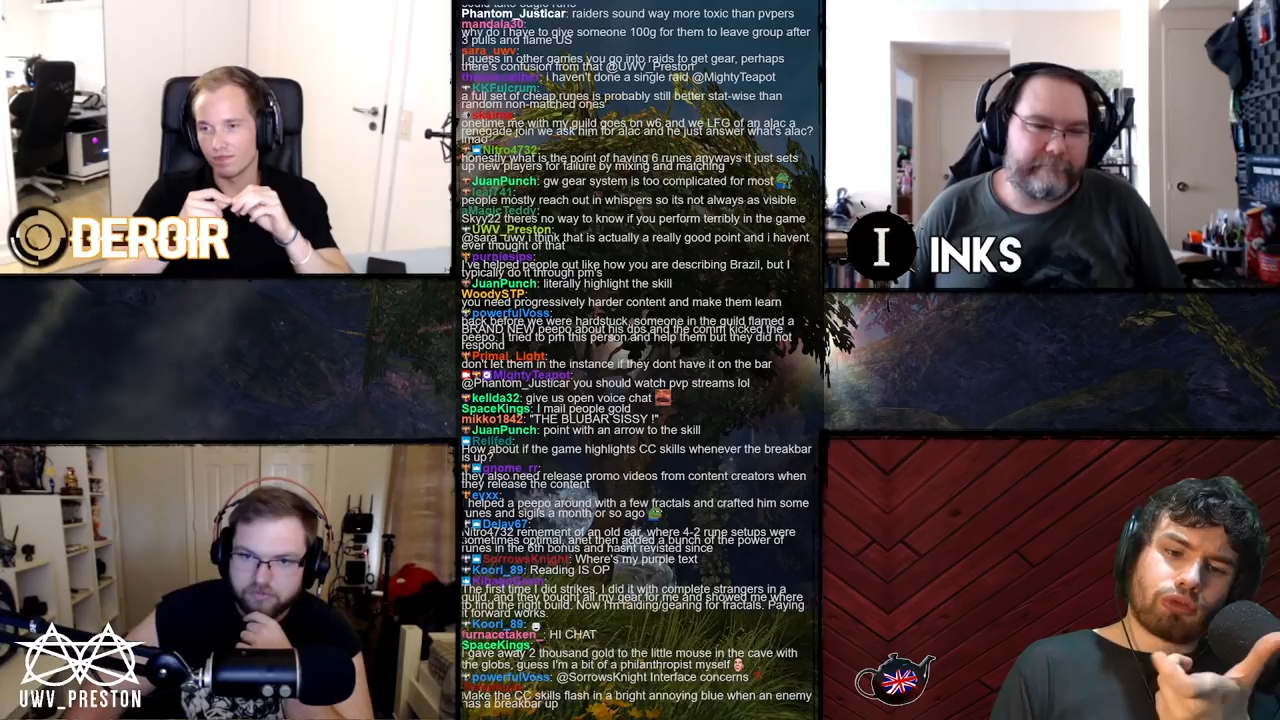 Phantom_Justicar: raiders sound way more toxic than pvpers
mandala30:
why do i have to give someone 100g for them to leave group after
3 pulls and flame US
sara_uwv:
I guess in other games you go into raids to get gear, perhaps
there's confusion from that @UWV_Preston
i haven't done a single raid @MightyTeapot
KKFulcrum:
a full set of cheap runes is probably still better stat-wise than
random non-matched ones
onetime me with my guild goes on w6 and we LFG of an alac a
renegade join we ask him for alac and he just answer what's alac?
lmao
Nitro4732:
honestly what is the point of having 6 runes anyways it just sets
up new players for failure by mixing and matching
JuanPunch: gw gear system is too complicated for most
people mostly reach out in whispers so its not always as visible
aMagicTeddy:
Skyy22 theres no way to know if you perform terribly in the game
UWV_Preston:
@sara_uwv i think that is actually a really good point and i havent
ever thought of that
purplesips:
I've helped people out like how you are describing Brazil, but I
typically do it through pm's
JuanPunch: literally highlight the skill
WoodySTP:
you need progressively harder content and make them learn
powerfulVoss:
back before we were hardstuck, someone in the guild flamed a
BRAND NEW peepo about his dps and the comm kicked the
peepo. I tried to pm this person and help them but they did not
respond
Primal_Light:
don't let them in the instance if they dont have it on the bar
MightyTeapot:
@Phantom_Justicar you should watch pvp streams lol
kellda32: give us open voice chat
SpaceKings: I mail people gold
mikko1842: "THE BLUBAR SISSY !"
JuanPunch: point with an arrow to the skill
Relifed:
How about if the game highlights CC skills whenever the breakbar
is up?
gnome_rr:
they also need release promo videos from content creators when
they release the content
eyxx:
helped a peepo around with a few fractals and crafted him some
runes and sigils a month or so ago
Delay67:
Nitro4732 remement of an old ear, where 4-2 rune setups were
sometimes optimal. anet then added a bunch of the power of
runes in the 6th bonus and hasnt revisted since
SorrowsKnight: Where's my purple text
Koori_89: Reading IS OP
The first time I did strikes, I did it with complete strangers in a
guild, and they bought all my gear for me and showed me where
to find the right build. Now I'm raiding/gearing for fractals. Paying
it forward works.
Koori_89:
furnacetaken_: HI CHAT
SpaceKings:
I gave away 2 thousand gold to the little mouse in the cave with
the globs, guess I'm a bit of a philanthropist myself
powerfulVoss: @SorrowsKnight Interface concerns
Make the CC skills flash in a bright annoying blue when an enemy
has a breakbar up
DEROIR
I
INKS
UWV_PRESTON